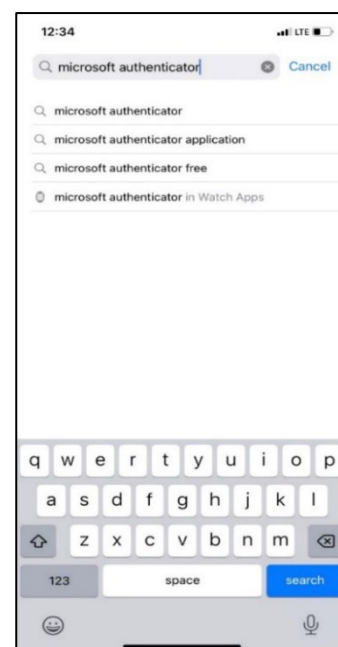 12:34 LTE
microsoft authenticator Cancel
microsoft authenticator
microsoft authenticator application
microsoft authenticator free
microsoft authenticator in Watch Apps
q w e r t y u i o p
a s d f g h j k l
z x c v b n m
123 space search